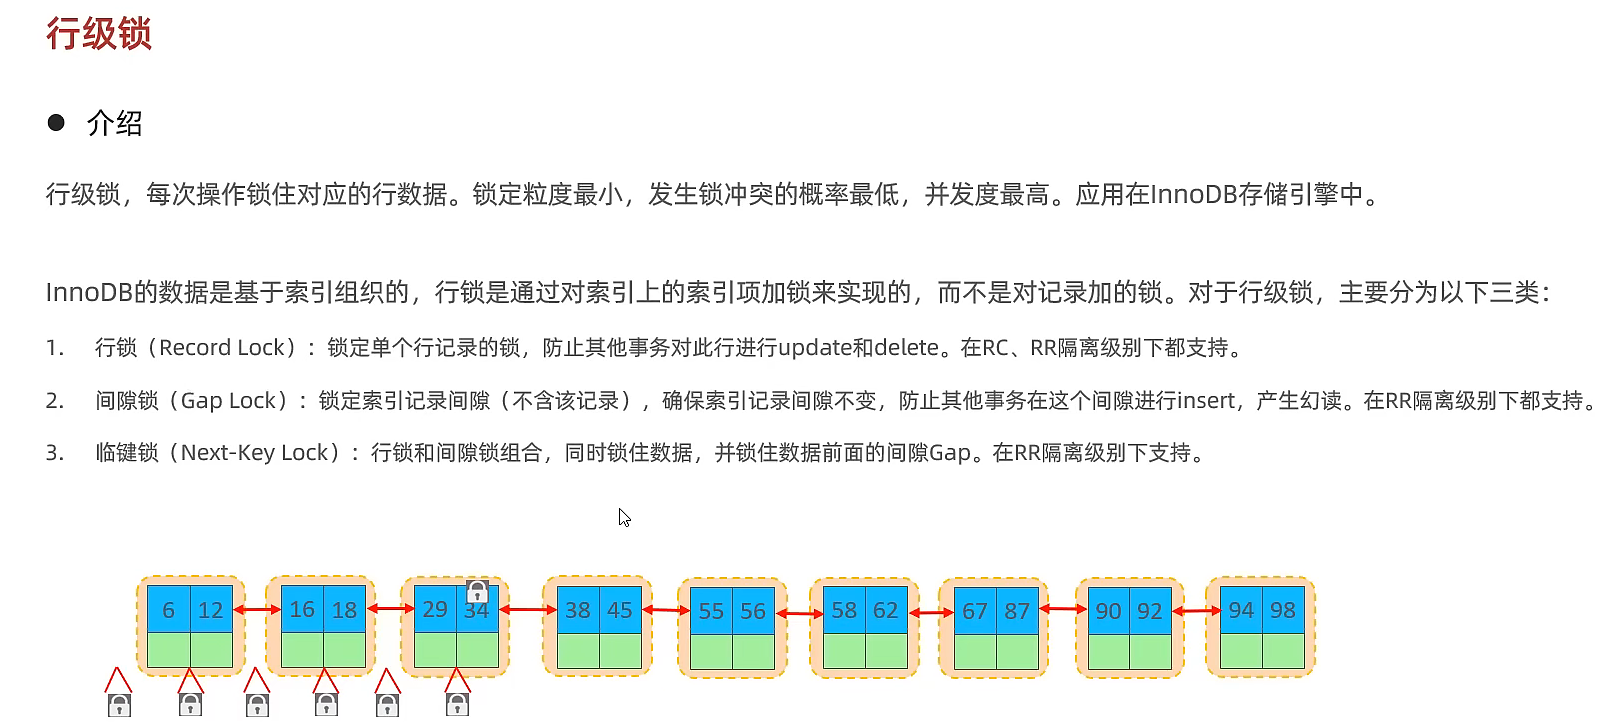 行级锁
● 介绍
行级锁，每次操作锁住对应的行数据。锁定粒度最小，发生锁冲突的概率最低，并发度最高。应用在InnoDB存储引擎中。
InnoDB的数据是基于索引组织的，行锁是通过对索引上的索引项加锁来实现的，而不是对记录加的锁。对于行级锁，主要分为以下三类：
1. 行锁（Record Lock）：锁定单个行记录的锁，防止其他事务对此行进行update和delete。在RC、RR隔离级别下都支持。
2. 间隙锁（Gap Lock）：锁定索引记录间隙（不含该记录），确保索引记录间隙不变，防止其他事务在这个间隙进行insert，产生幻读。在RR隔离级别下都支持。
3. 临键锁（Next-Key Lock）：行锁和间隙锁组合，同时锁住数据，并锁住数据前面的间隙Gap。在RR隔离级别下支持。
6 12 16 18 29 34 38 45 55 56 58 62 67 87 90 92 94 98